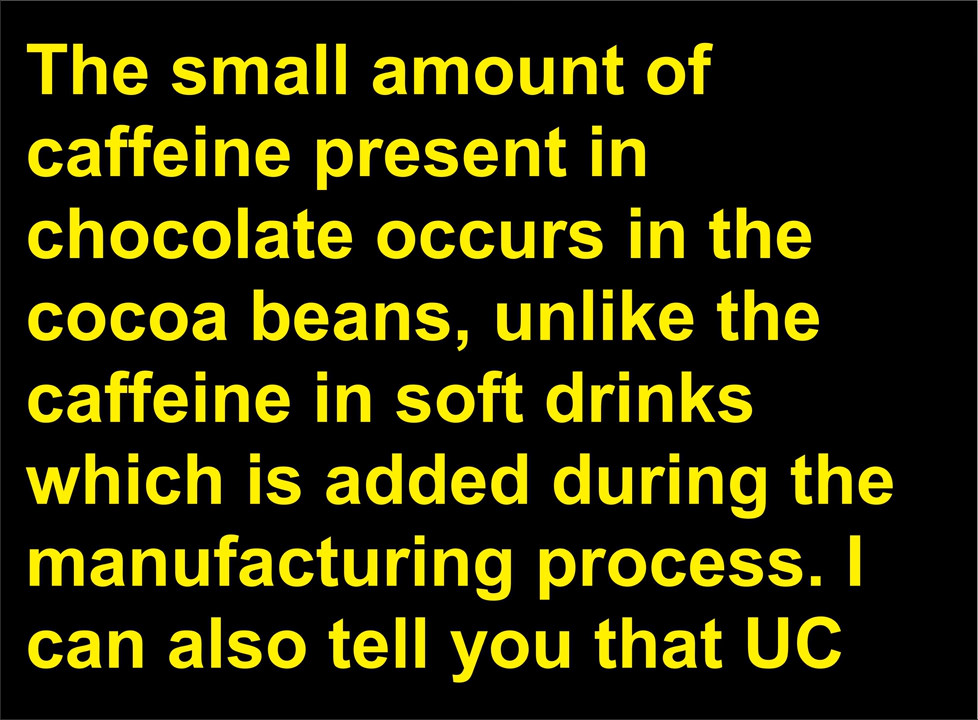 The small amount of
caffeine present in
chocolate occurs in the
cocoa beans, unlike the
caffeine in soft drinks
which is added during the
manufacturing process. I
can also tell you that UC